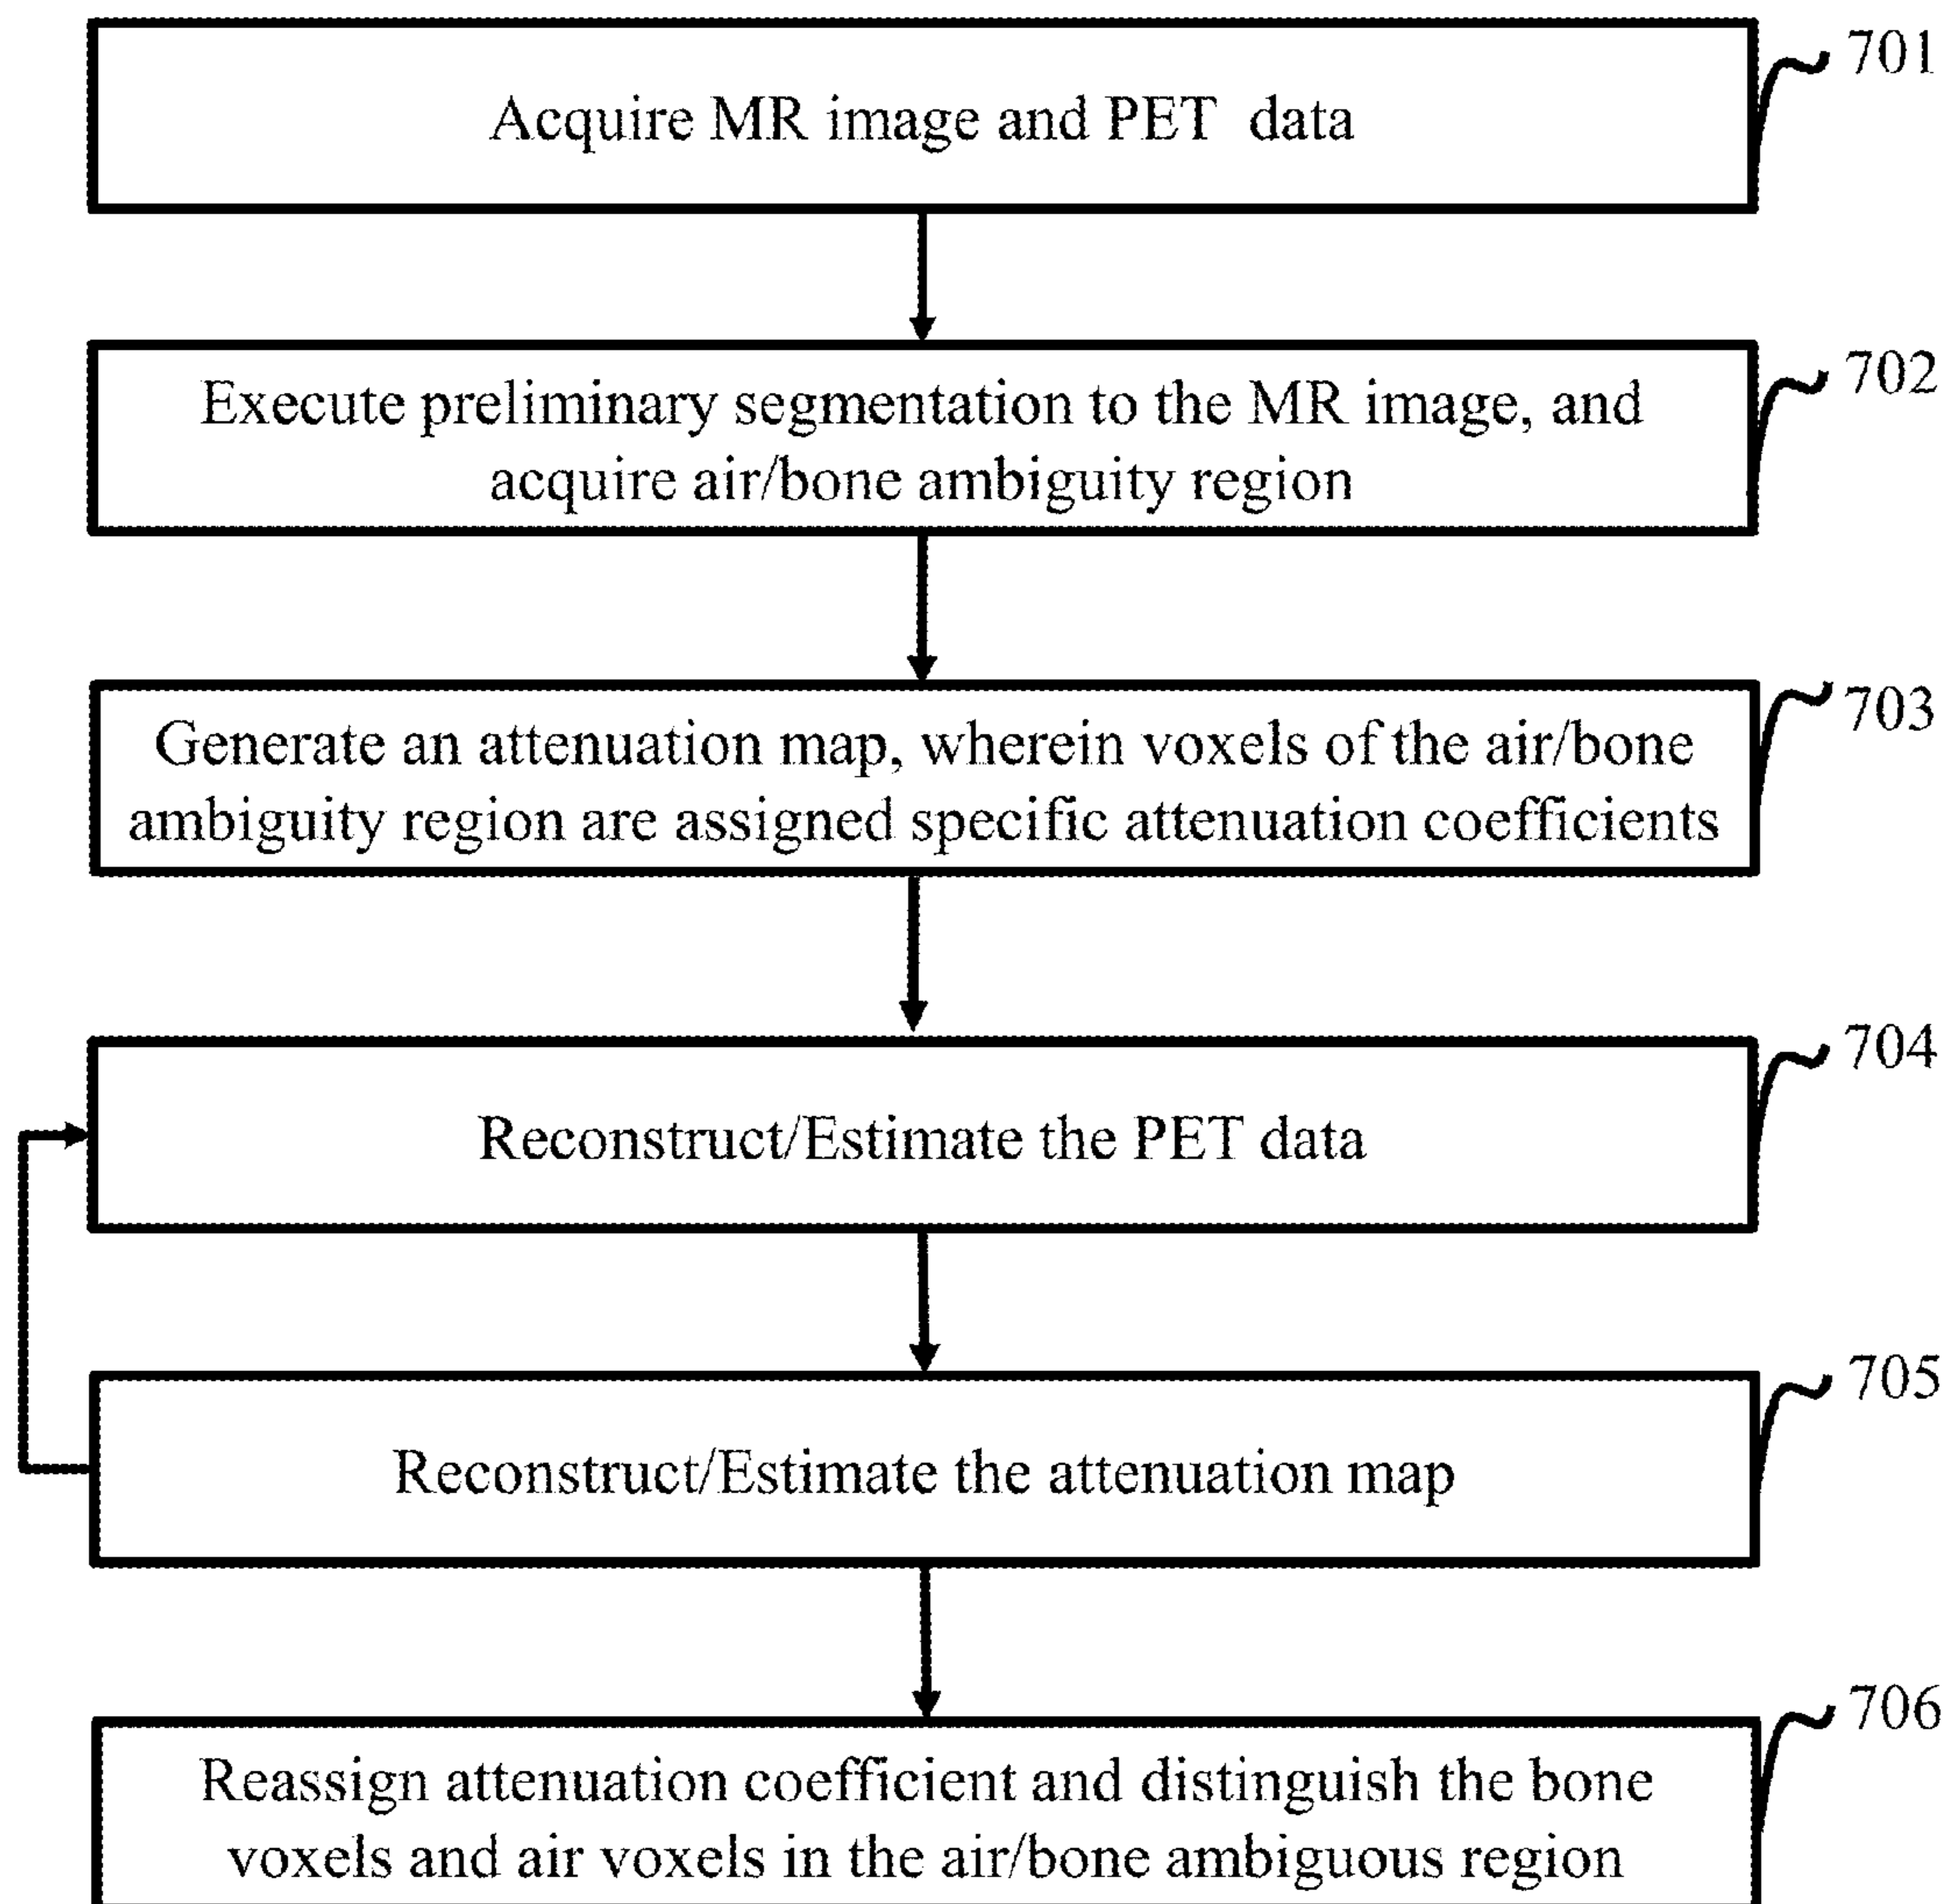 701
Acquire MR image and PET data
702
Execute preliminary segmentation to the MR image, and
acquire air/bone ambiguity region
703
Generate an attenuation map, wherein voxels of the air/bone
ambiguity region are assigned specific attenuation coefficients
704
Reconstruct/Estimate the PET data
705
Reconstruct/Estimate the attenuation map
706
Reassign attenuation coefficient and distinguish the bone
voxels and air voxels in the air/bone ambiguous region